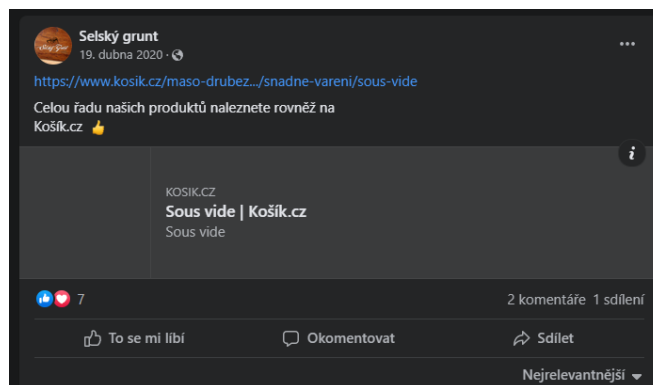 Selský grunt
19. dubna 2020 ·
https://www.kosik.cz/maso-drubez.../snadne-vareni/sous-vide
Celou řadu našich produktů naleznete rovněž na
Košík.cz 👍
KOSIK.CZ
Sous vide | Košík.cz
Sous vide
7
2 komentáře 1 sdílení
To se mi líbí Okomentovat Sdílet
Nejrelevantnější